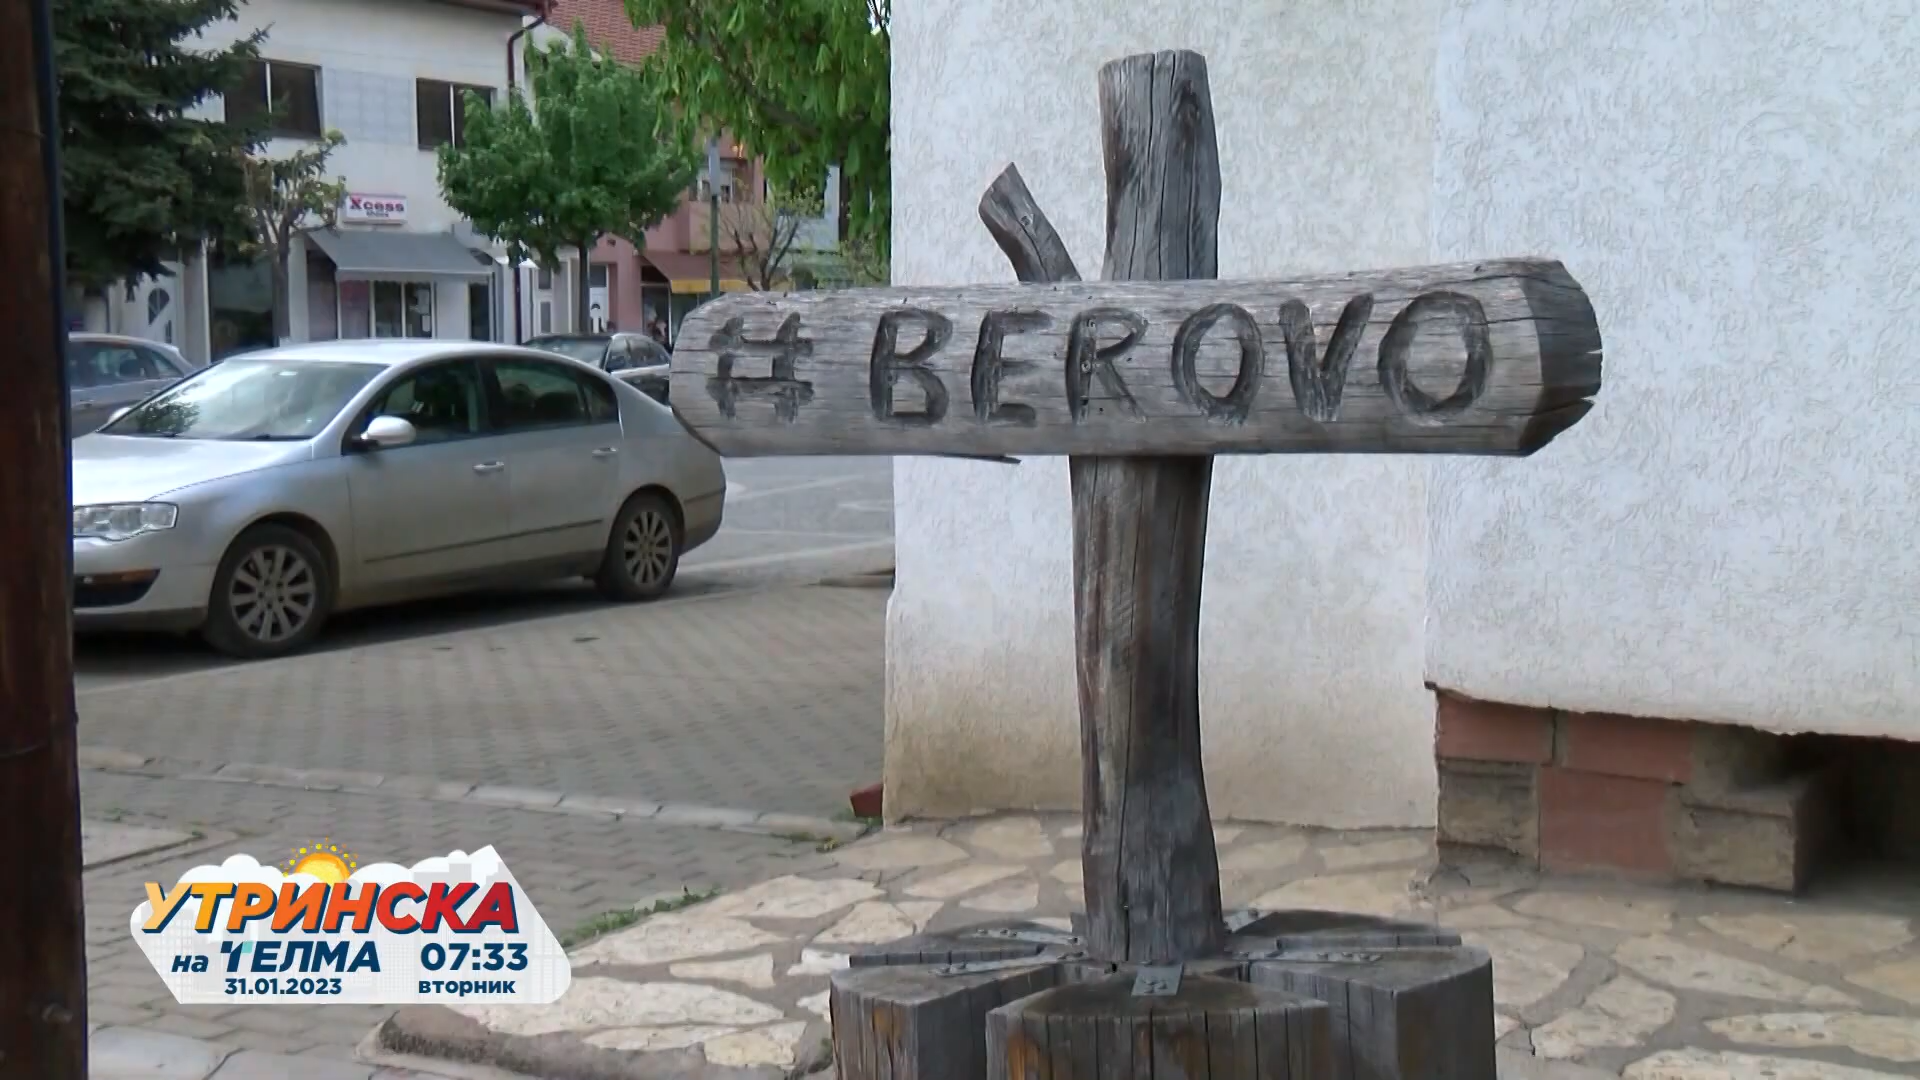 Xcess
# BEROVO
УТРИНСКА
на ТЕЛМА 07:33
31.01.2023 вторник